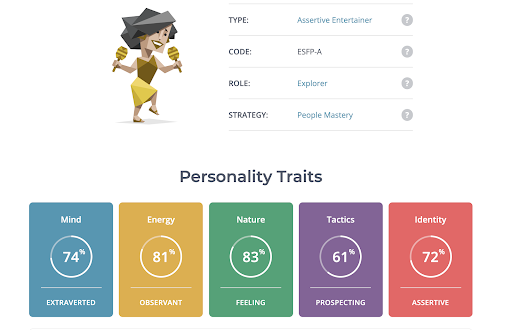 TYPE: Assertive Entertainer ?
CODE: ESFP-A ?
ROLE: Explorer ?
STRATEGY: People Mastery ?
Personality Traits
Mind Energy Nature Tactics Identity
74% 81% 83% 61% 72%
EXTRAVERTED OBSERVANT FEELING PROSPECTING ASSERTIVE